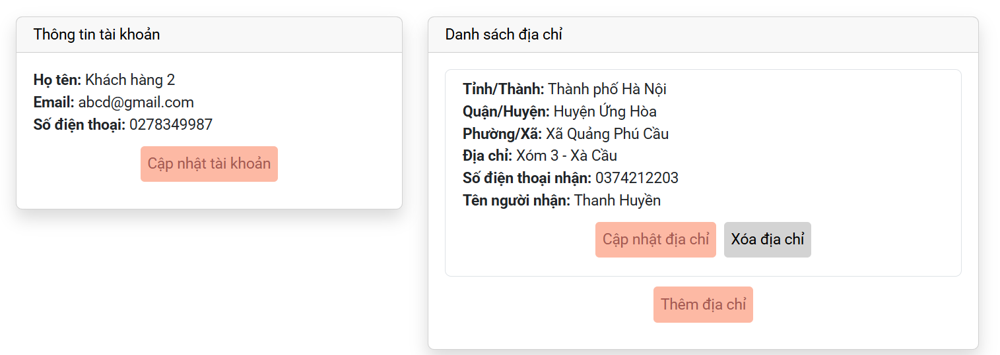 Thông tin tài khoản
Họ tên: Khách hàng 2
Email: abcd@gmail.com
Số điện thoại: 0278349987
Cập nhật tài khoản
Danh sách địa chỉ
Tỉnh/Thành: Thành phố Hà Nội
Quận/Huyện: Huyện Ứng Hòa
Phường/Xã: Xã Quảng Phú Cầu
Địa chỉ: Xóm 3 - Xà Cầu
Số điện thoại nhận: 0374212203
Tên người nhận: Thanh Huyền
Cập nhật địa chỉ Xóa địa chỉ
Thêm địa chỉ